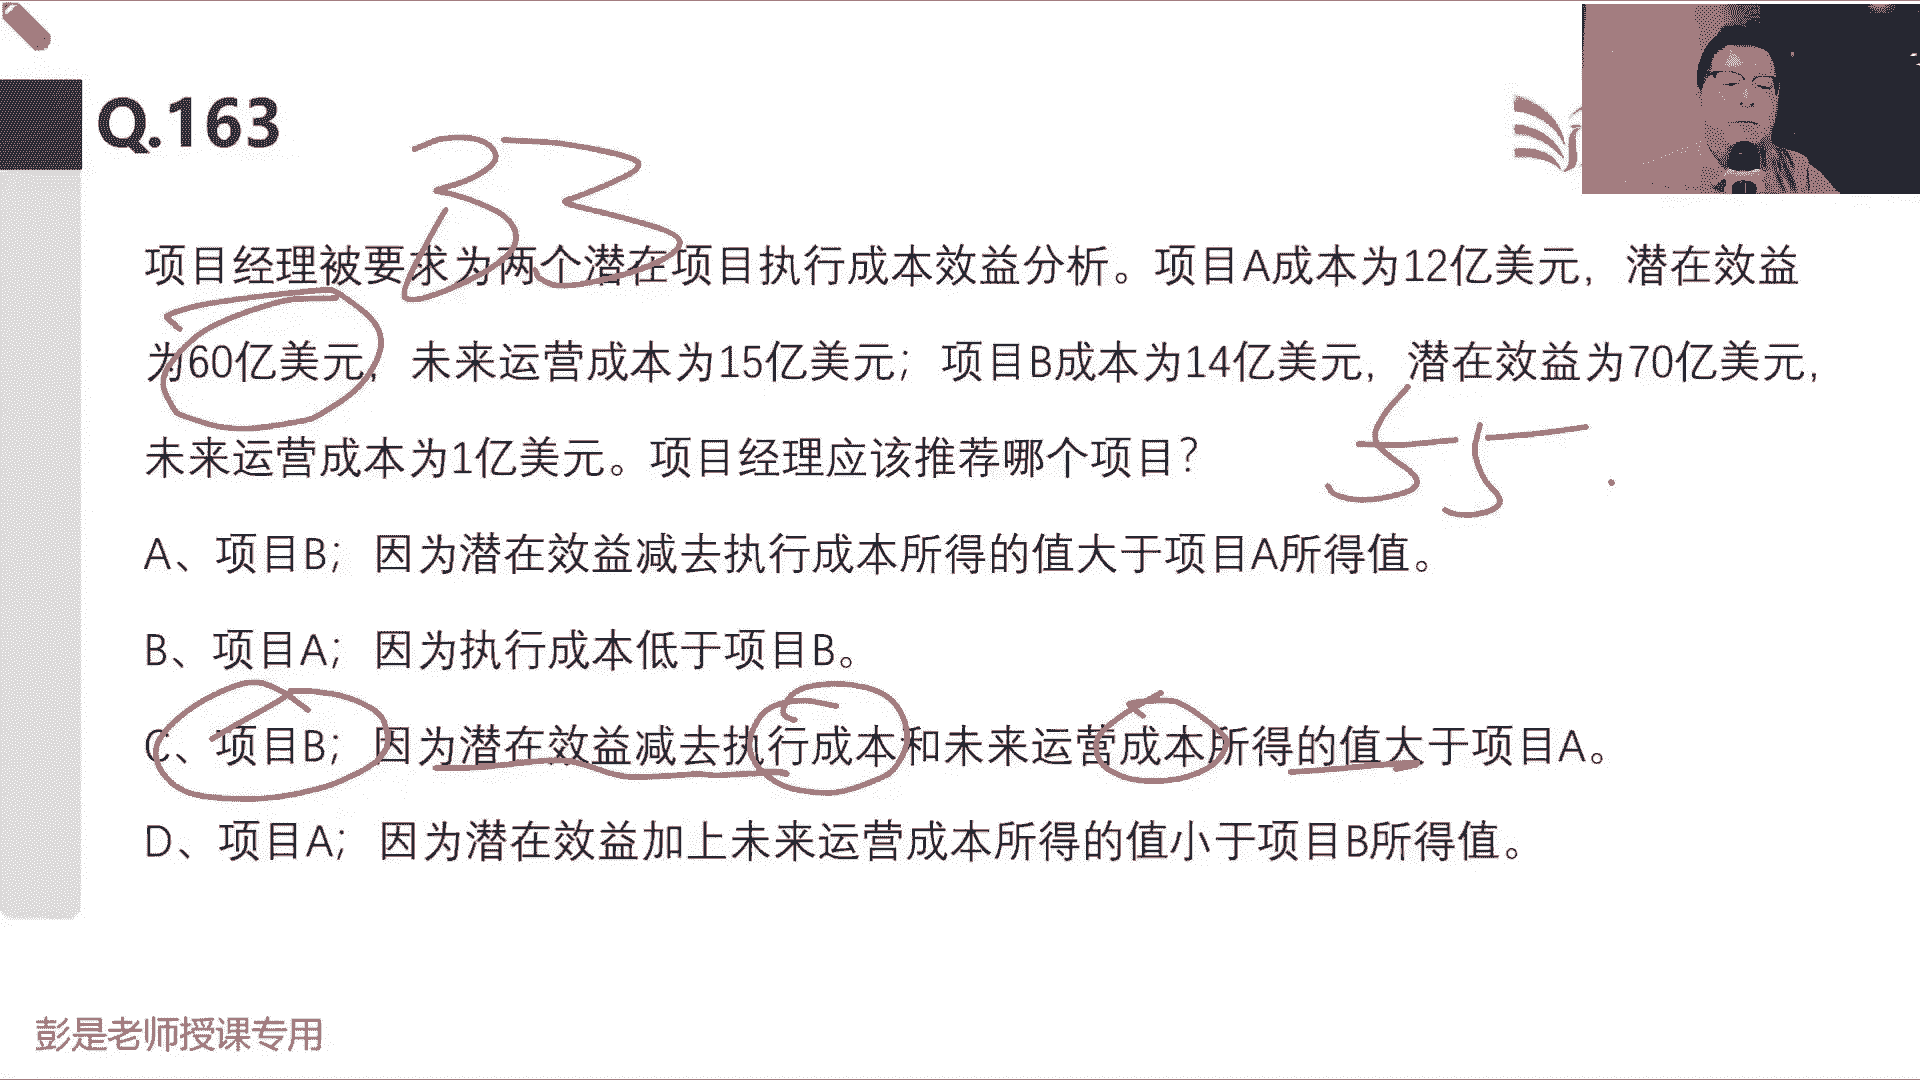 Q.163
33
项目经理被要求为两个潜在项目执行成本效益分析。项目A成本为12亿美元，潜在效益
为60亿美元，未来运营成本为15亿美元；项目B成本为14亿美元，潜在效益为70亿美元，
未来运营成本为1亿美元。项目经理应该推荐哪个项目？
55
A、项目B；因为潜在效益减去执行成本所得的值大于项目A所得值。
B、项目A；因为执行成本低于项目B。
C、项目B；因为潜在效益减去执行成本和未来运营成本所得的值大于项目A。
D、项目A；因为潜在效益加上未来运营成本所得的值小于项目B所得值。
彭是老师授课专用